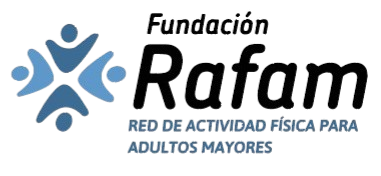 Fundación
Rafam
RED DE ACTIVIDAD FÍSICA PARA
ADULTOS MAYORES